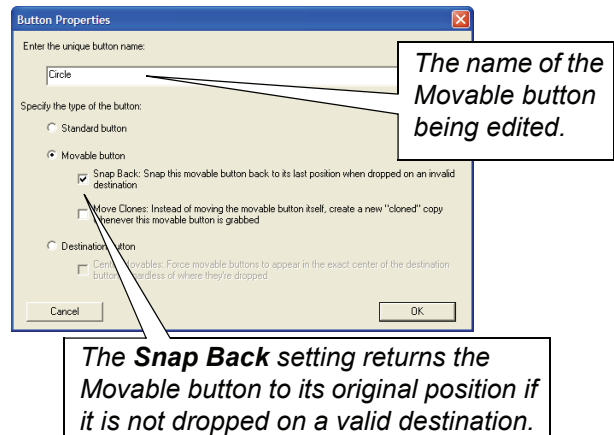 Button Properties
Enter the unique button name:
Circle
The name of the
Movable button
being edited.
Specify the type of the button:
Standard button
Movable button
Snap Back: Snap this movable button back to its last position when dropped on an invalid
destination
Move Clones: Instead of moving the movable button itself, create a new "cloned" copy
whenever this movable button is grabbed
Destination button
Center Movables: Force movable buttons to appear in the exact center of the destination
button regardless of where they're dropped
Cancel
OK
The Snap Back setting returns the
Movable button to its original position if
it is not dropped on a valid destination.